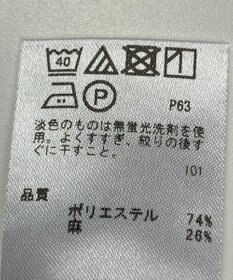 40
P
P63
淡色のものは無蛍光洗剤を使
用。よくすすぎ、絞りの後す
ぐに干すこと。
101
品質
ポリエステル 74%
麻 26%